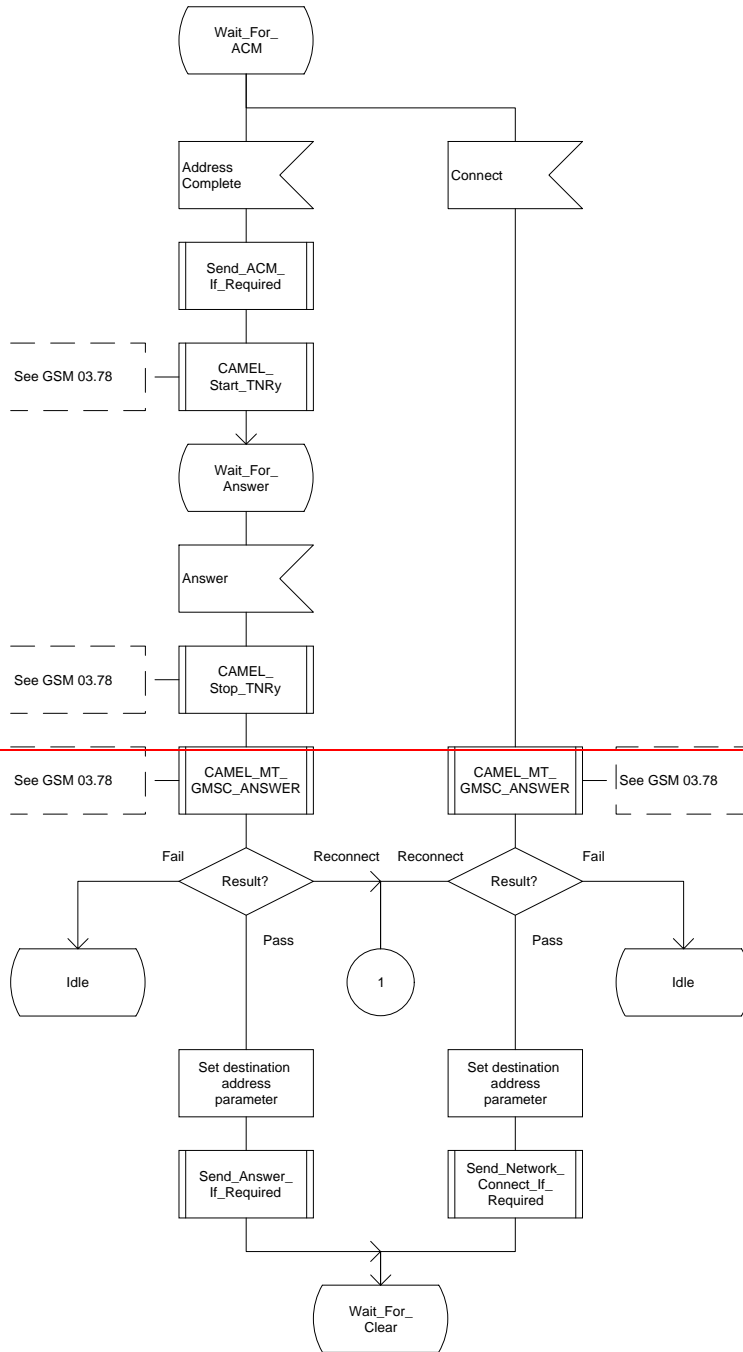 Wait_For_
ACM
Address
Complete
Connect
Send_ACM_
If_Required
See GSM 03.78
CAMEL_
Start_TNRy
Wait_For_
Answer
Answer
See GSM 03.78
CAMEL_
Stop_TNRy
See GSM 03.78
CAMEL_MT_
GMSC_ANSWER
CAMEL_MT_
GMSC_ANSWER
See GSM 03.78
Fail
Result?
Reconnect
Reconnect
Result?
Fail
Pass
Pass
Idle
1
Idle
Set destination
address
parameter
Set destination
address
parameter
Send_Answer_
If_Required
Send_Network_
Connect_If_
Required
Wait_For_
Clear